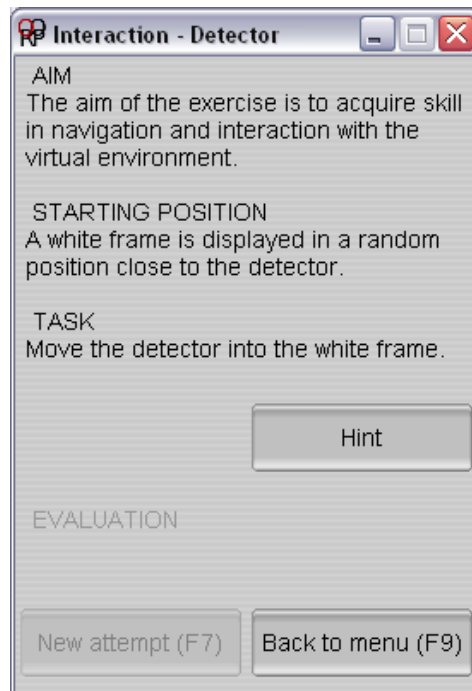 Interaction - Detector
AIM
The aim of the exercise is to acquire skill
in navigation and interaction with the
virtual environment.
STARTING POSITION
A white frame is displayed in a random
position close to the detector.
TASK
Move the detector into the white frame.
Hint
EVALUATION
New attempt (F7) Back to menu (F9)